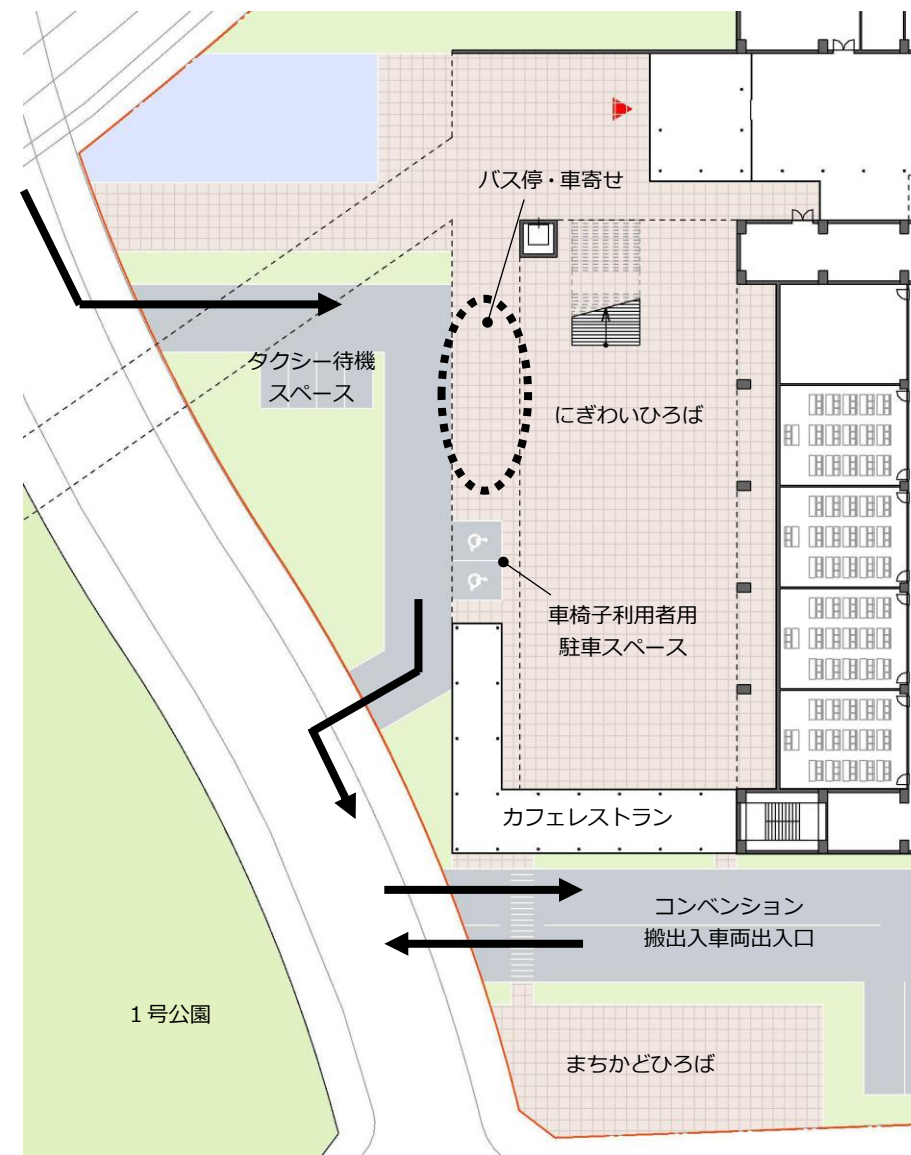 バス停・車寄せ
タクシー待機
スペース
にぎわいひろば
車椅子利用者用
駐車スペース
カフェレストラン
コンベンション
搬出入車両出入口
１号公園
まちかどひろば